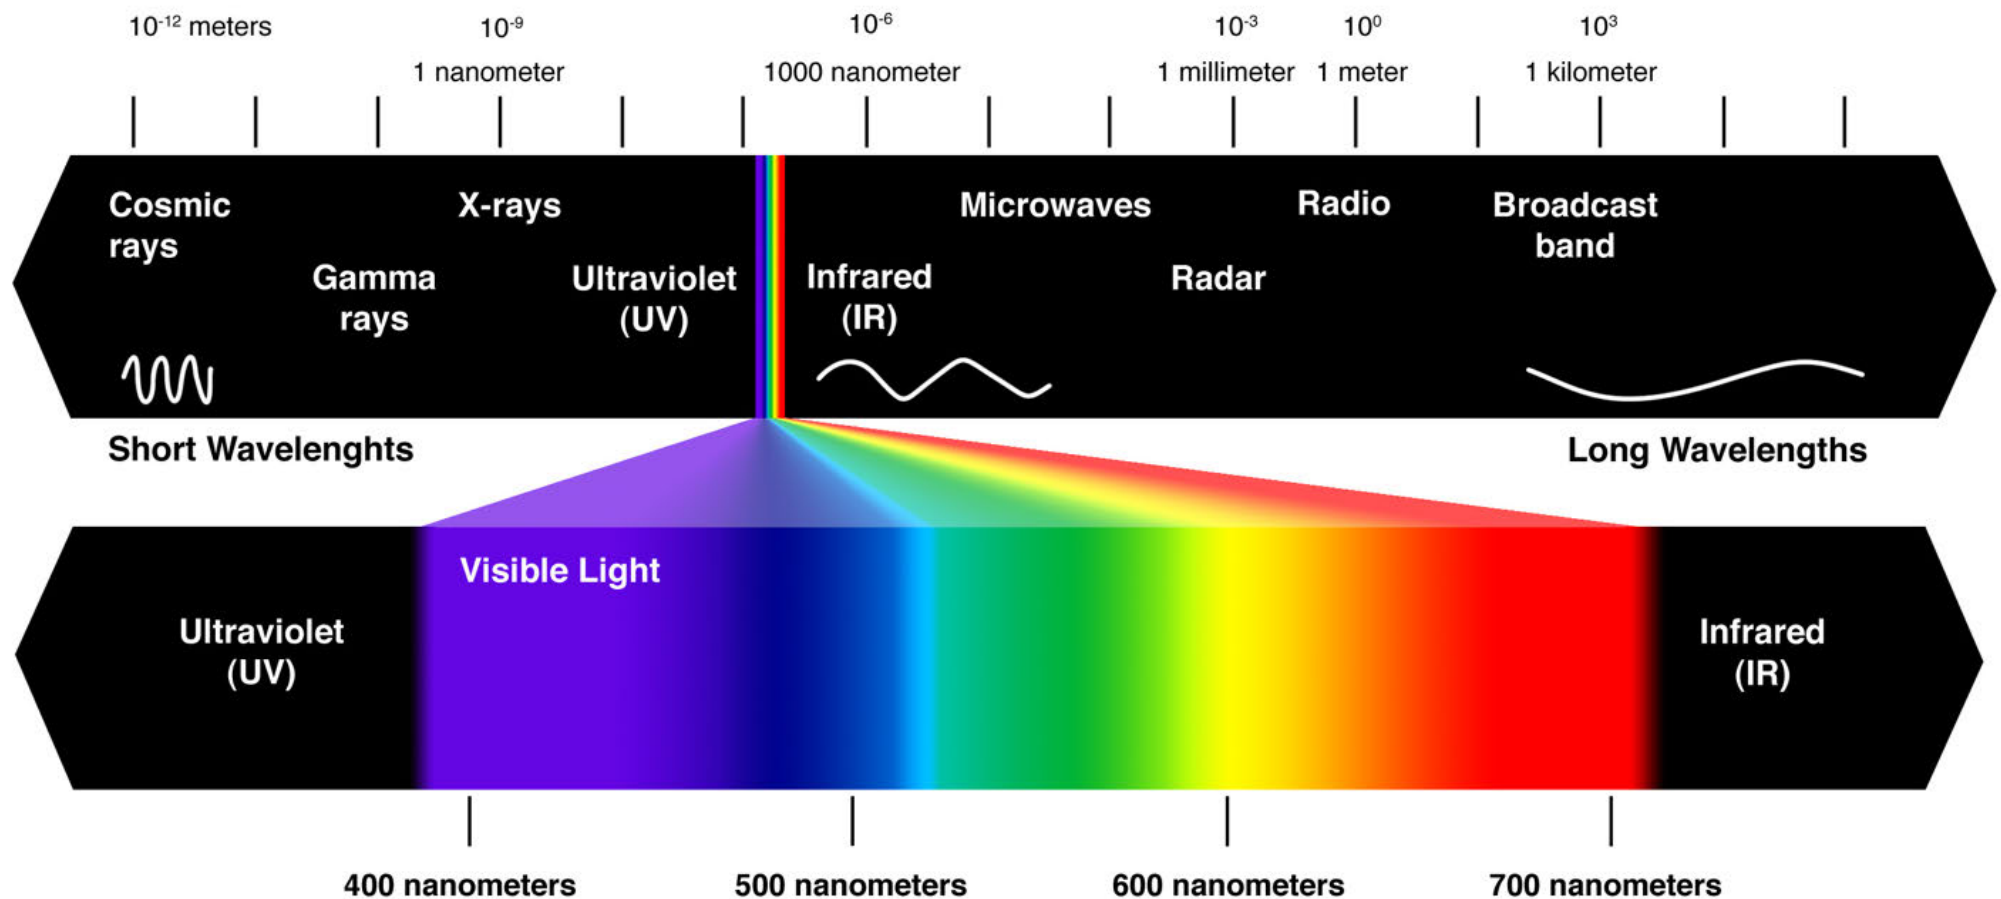 10⁻¹² meters
10⁻⁹
10⁻⁶
10⁻³
10⁰
10³
1 nanometer
1000 nanometer
1 millimeter
1 meter
1 kilometer
Cosmic
rays
Gamma
rays
X-rays
Ultraviolet
(UV)
Infrared
(IR)
Microwaves
Radar
Radio
Broadcast
band
Short Wavelenghts
Long Wavelengths
Visible Light
Ultraviolet
(UV)
Infrared
(IR)
400 nanometers
500 nanometers
600 nanometers
700 nanometers